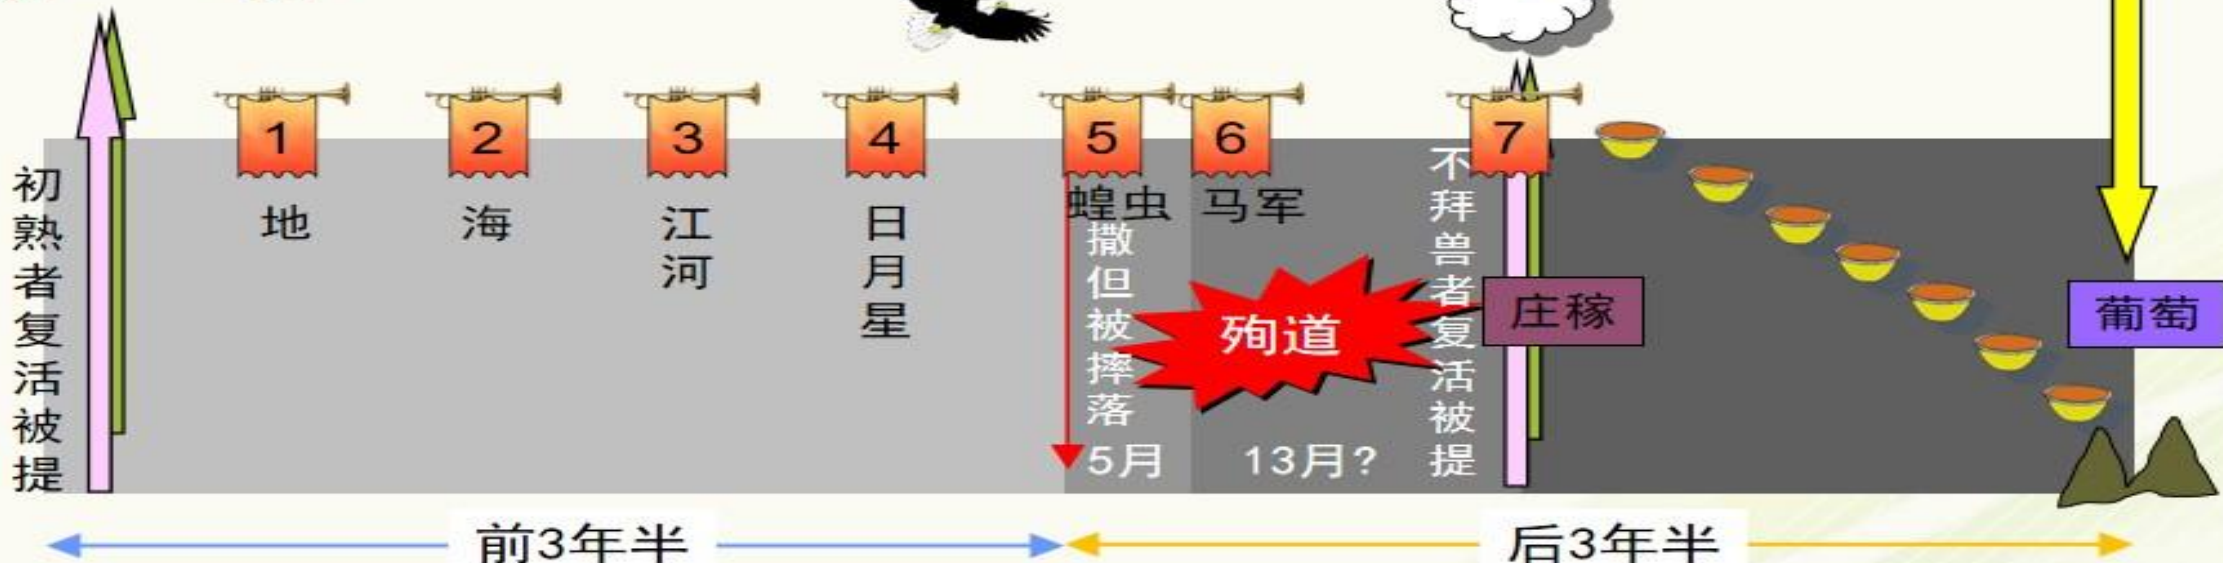 1
2
3
4
5
6
7
初熟者复活被提
地
海
江河
日月星
蝗虫
马军
撒但被摔落
5月
殉道
13月?
不拜兽者复活被提
庄稼
葡萄
前3年半
后3年半